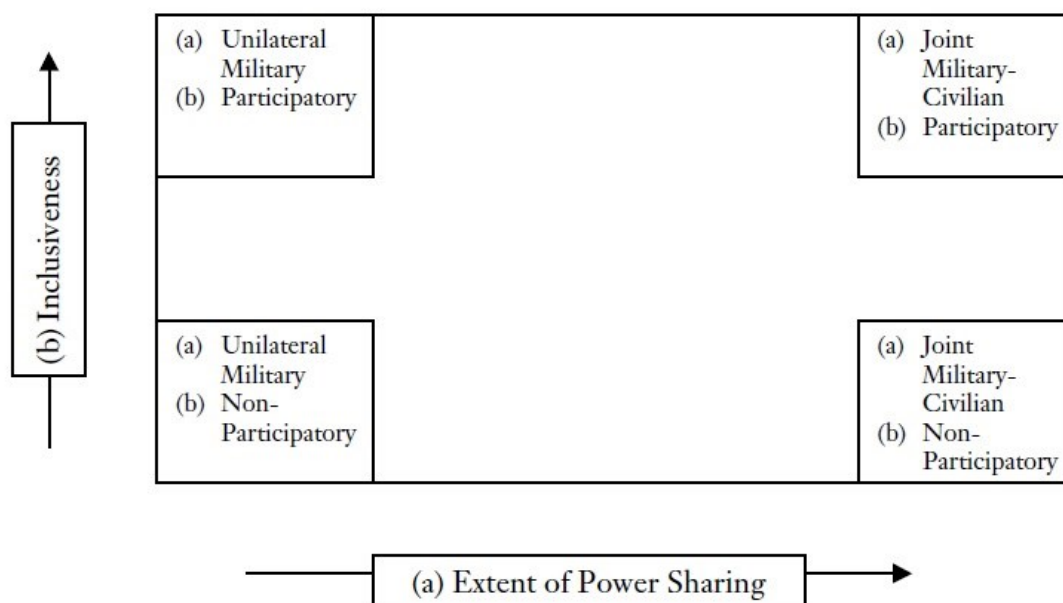 (a) Unilateral
Military
(b) Participatory
(a) Joint
Military-
Civilian
(b) Participatory
(b) Inclusiveness
(a) Unilateral
Military
(b) Non-
Participatory
(a) Joint
Military-
Civilian
(b) Non-
Participatory
(a) Extent of Power Sharing